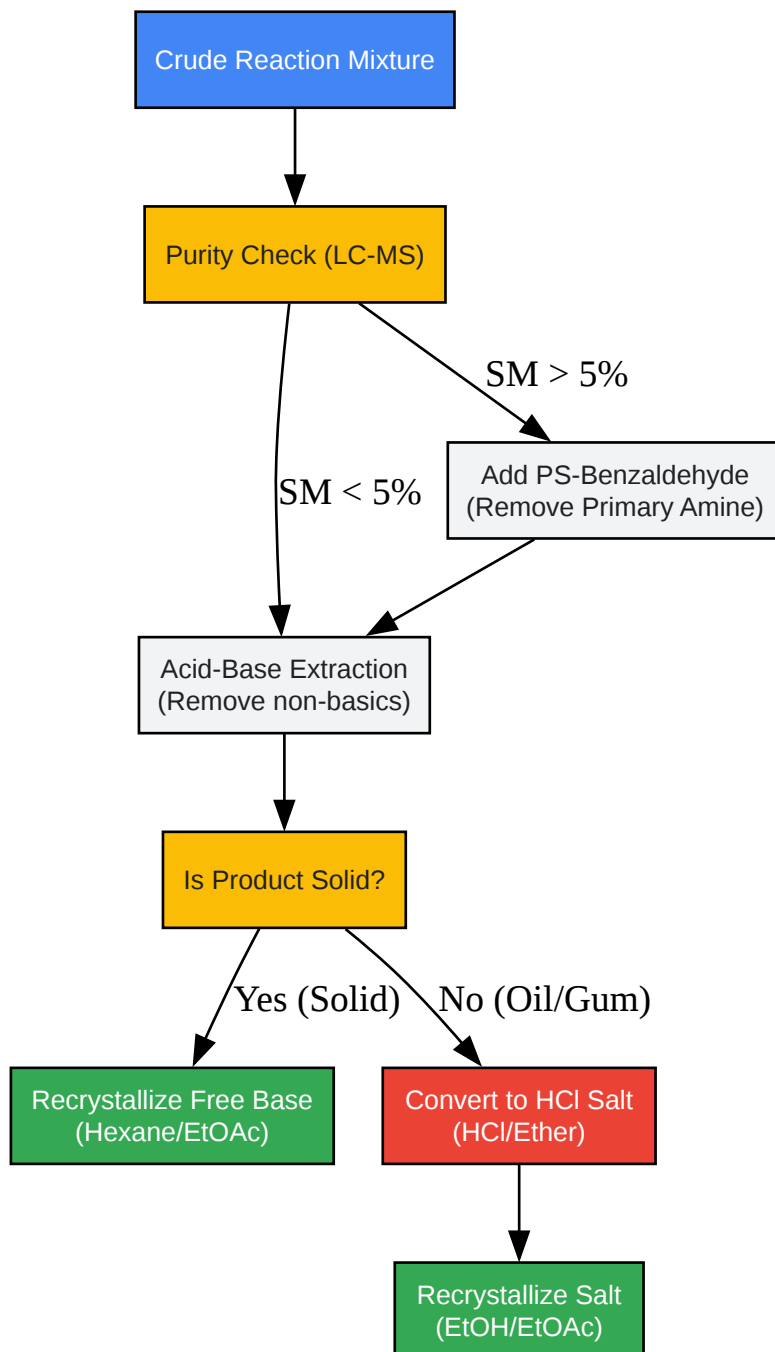 Crude Reaction Mixture
Purity Check (LC-MS)
SM > 5%
Add PS-Benzaldehyde
(Remove Primary Amine)
SM < 5%
Acid-Base Extraction
(Remove non-basics)
Is Product Solid?
Yes (Solid)
No (Oil/Gum)
Recrystallize Free Base
(Hexane/EtOAc)
Convert to HCl Salt
(HCl/Ether)
Recrystallize Salt
(EtOH/EtOAc)